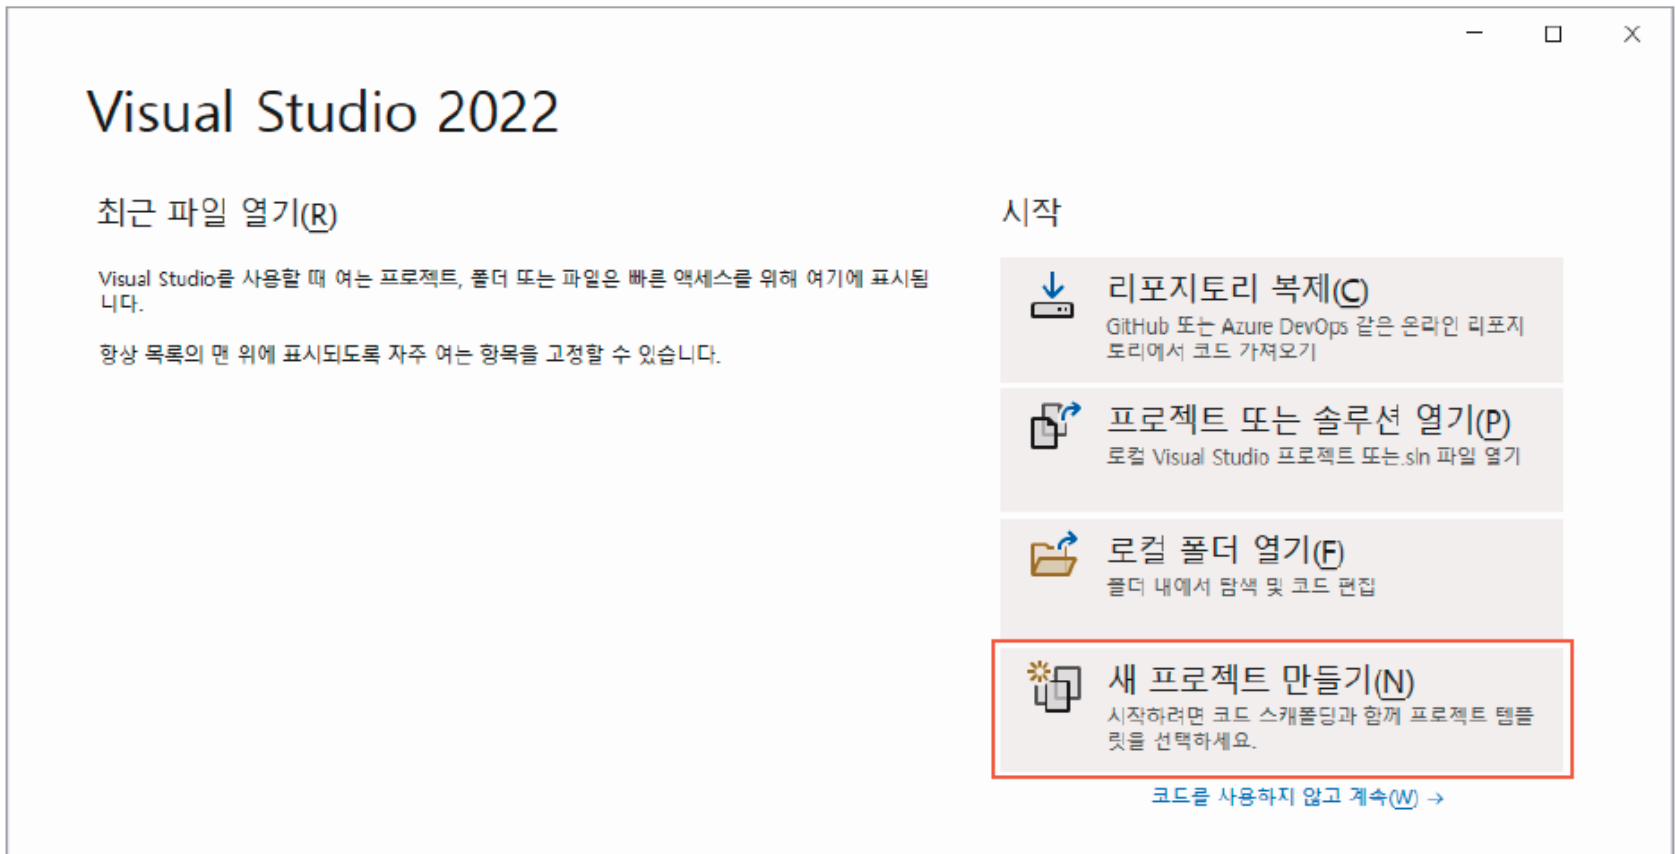 Visual Studio 2022
최근 파일 열기(R)
Visual Studio를 사용할 때 여는 프로젝트, 폴더 또는 파일은 빠른 액세스를 위해 여기에 표시됩
니다.
항상 목록의 맨 위에 표시되도록 자주 여는 항목을 고정할 수 있습니다.
시작
리포지토리 복제(C)
GitHub 또는 Azure DevOps 같은 온라인 리포지
토리에서 코드 가져오기
프로젝트 또는 솔루션 열기(P)
로컬 Visual Studio 프로젝트 또는.sln 파일 열기
로컬 폴더 열기(F)
폴더 내에서 탐색 및 코드 편집
새 프로젝트 만들기(N)
시작하려면 코드 스캐폴딩과 함께 프로젝트 템플
릿을 선택하세요.
코드를 사용하지 않고 계속(W) →